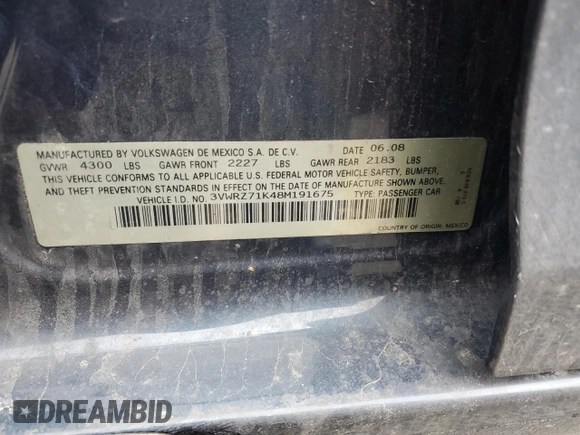 MANUFACTURED BY VOLKSWAGEN DE MEXICO S.A. DE C.V. DATE 06.08
GVWR 4300 LBS GAWR FRONT 2227 LBS GAWR REAR 2183 LBS
THIS VEHICLE CONFORMS TO ALL APPLICABLE U.S. FEDERAL MOTOR VEHICLE SAFETY, BUMPER,
AND THEFT PREVENTION STANDARDS IN EFFECT ON THE DATE OF MANUFACTURE SHOWN ABOVE.
VEHICLE I.D. NO. 3VWRZ71K48M191675 TYPE: PASSENGER CAR
COUNTRY OF ORIGIN: MEXICO
DREAMBID